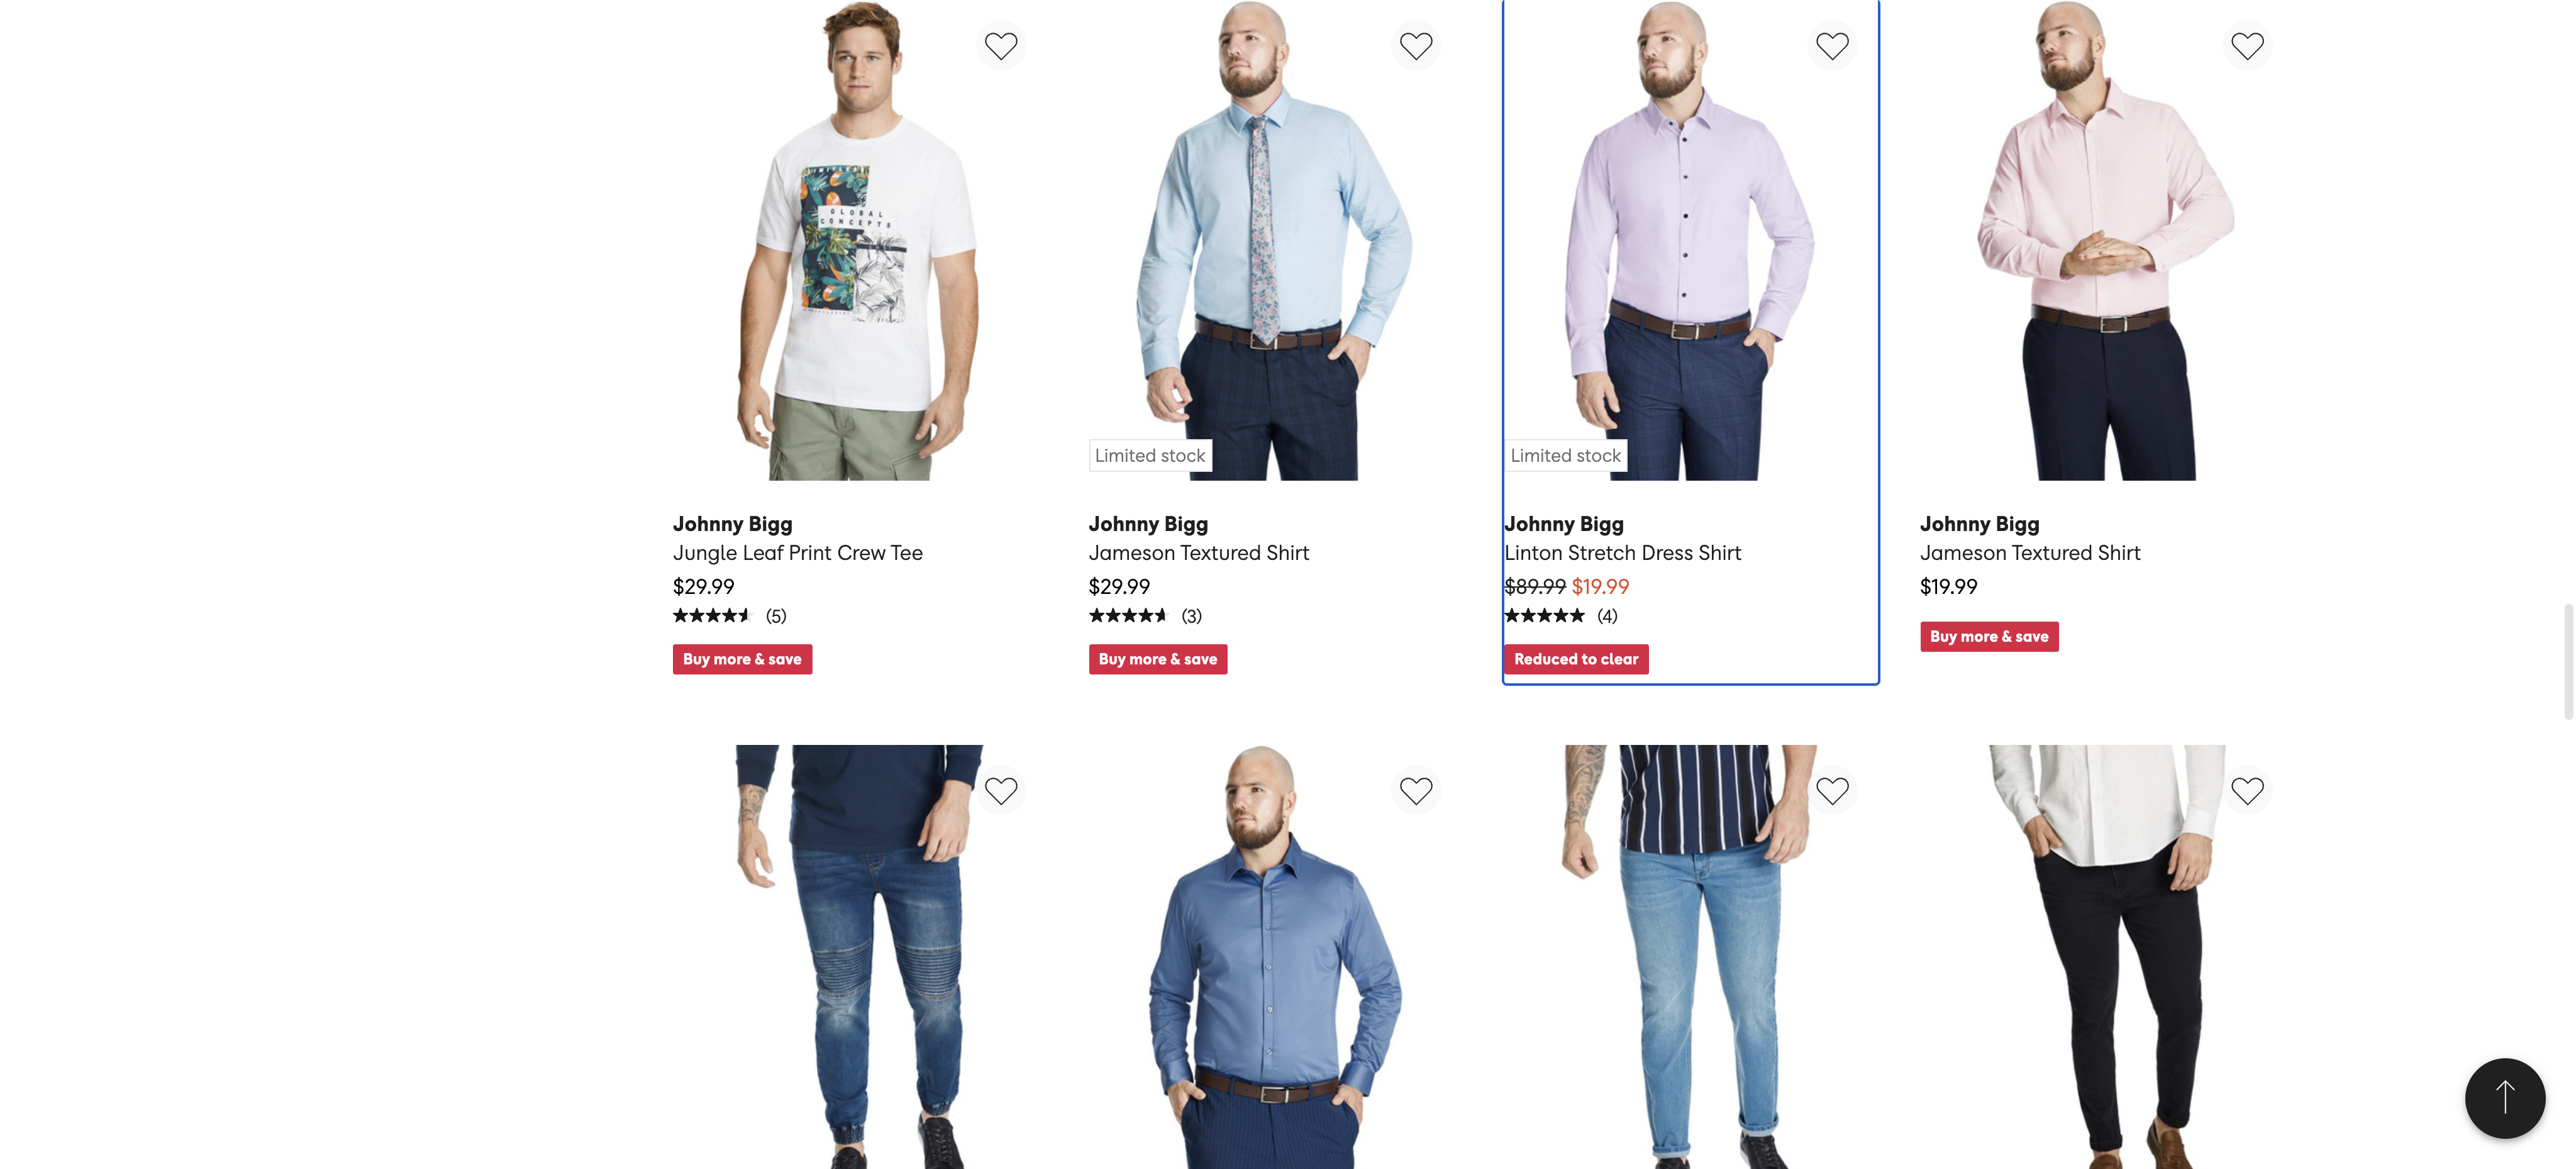 GLOBAL
CONCEPTS
Limited stock
Limited stock
Johnny Bigg
Jungle Leaf Print Crew Tee
$29.99
(5)
Buy more & save
Johnny Bigg
Jameson Textured Shirt
$29.99
(3)
Buy more & save
Johnny Bigg
Linton Stretch Dress Shirt
$89.99 $19.99
(4)
Reduced to clear
Johnny Bigg
Jameson Textured Shirt
$19.99
Buy more & save